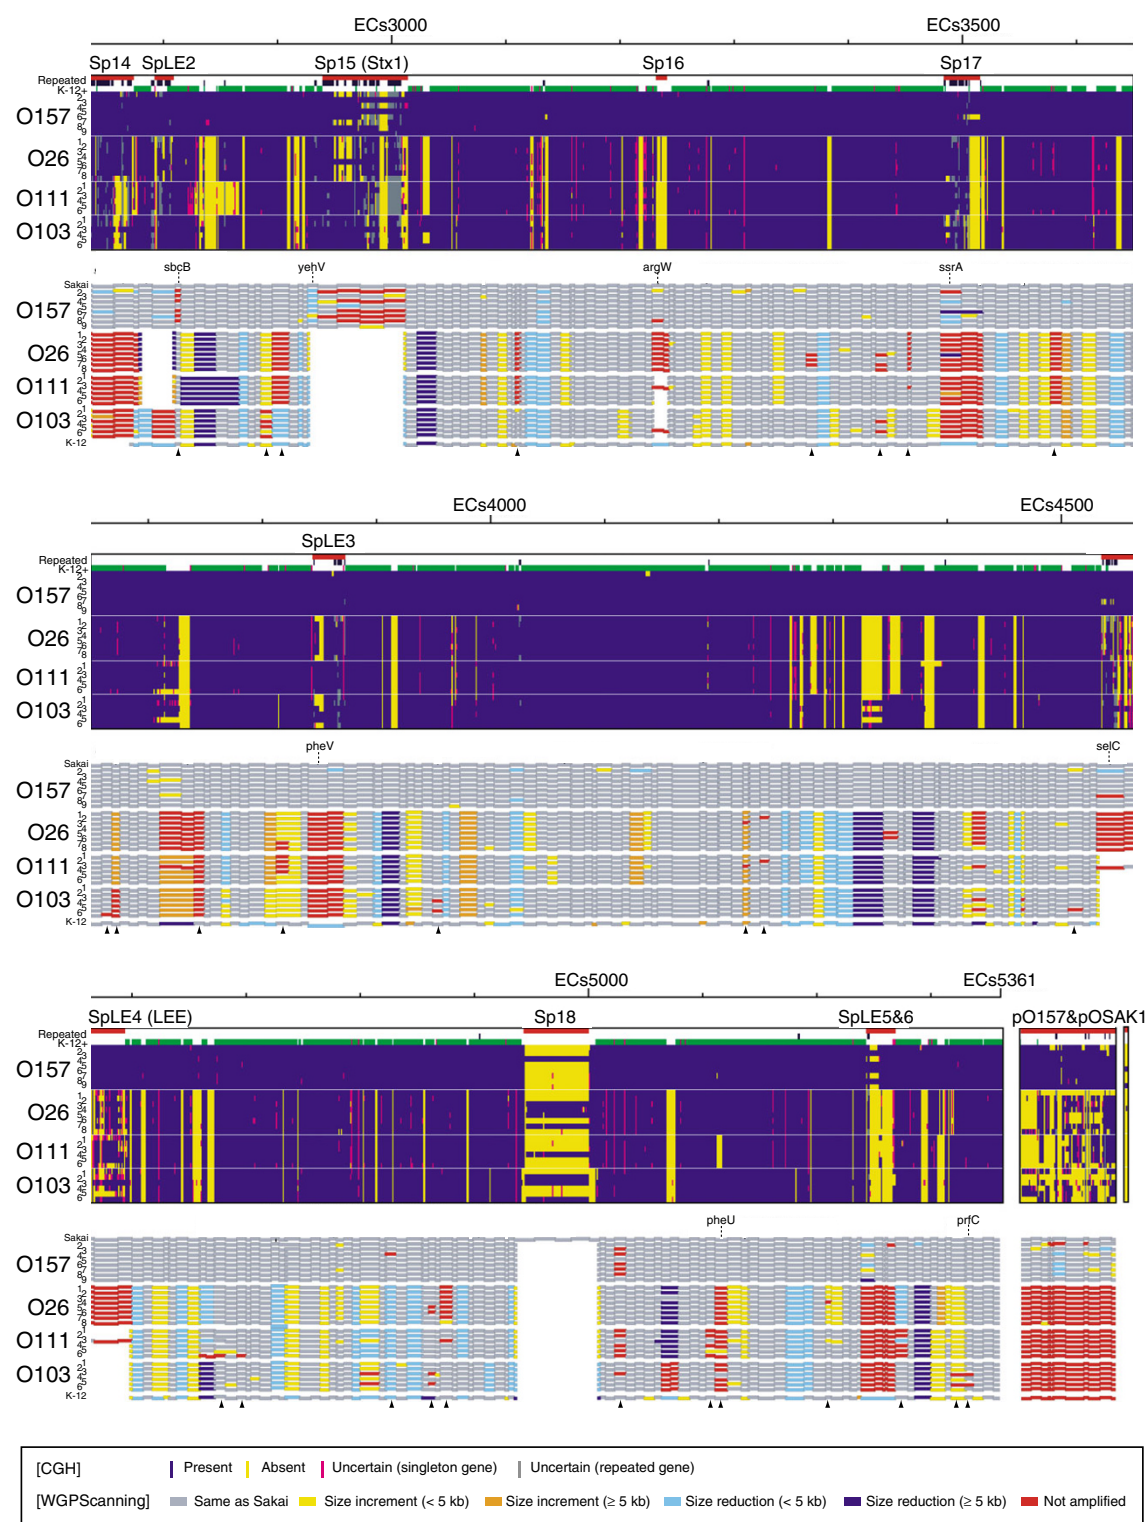 ECs3000 ECs3500
Sp14 SpLE2 Sp15 (Stx1) Sp16 Sp17
Repeated
K-12+
O157
O26
O111
O103
sbcB yehV argW ssrA
Sakai
O157
O26
O111
O103
K-12
ECs4000 ECs4500
SpLE3
Repeated
K-12+
O157
O26
O111
O103
pheV selC
Sakai
O157
O26
O111
O103
K-12
ECs5000 ECs5361
SpLE4 (LEE) Sp18 SpLE5&6 pO157&pOSAK1
Repeated
K-12+
O157
O26
O111
O103
pheU prfC
Sakai
O157
O26
O111
O103
K-12
[CGH] Present Absent Uncertain (singleton gene) Uncertain (repeated gene)
[WGPScanning] Same as Sakai Size increment (< 5 kb) Size increment (≥ 5 kb) Size reduction (< 5 kb) Size reduction (≥ 5 kb) Not amplified